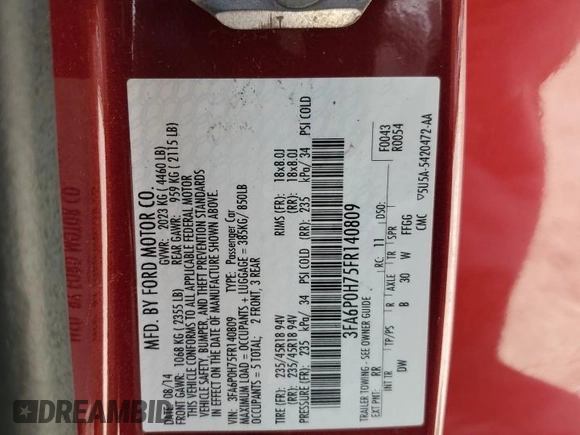 MFD. BY FORD MOTOR CO.
DATE: 08/14 GVWR: 2023 KG ( 4460 LB)
FRONT GAWR: 1068 KG ( 2355 LB) REAR GAWR: 959 KG ( 2115 LB)
THIS VEHICLE CONFORMS TO ALL APPLICABLE FEDERAL MOTOR
VEHICLE SAFETY, BUMPER, AND THEFT PREVENTION STANDARDS
IN EFFECT ON THE DATE OF MANUFACTURE SHOWN ABOVE.
VIN: 3FA6P0H75FR140809 TYPE: Passenger Car
MAXIMUM LOAD = OCCUPANTS + LUGGAGE = 385KG/ 850LB
OCCUPANTS = 5 TOTAL; 2 FRONT, 3 REAR
TIRE (FR): 235/45R18 94V RIMS (FR): 18x8.0J
(RR): 235/45R18 94V (RR): 18x8.0J
PRESSURE (FR): 235 kPa/ 34 PSI COLD (RR): 235 kPa/ 34 PSI COLD
3FA6P0H75FR140809
TRAILER TOWING - SEE OWNER GUIDE F0043
EXT PNT: RR RC: 11 DSO: R0054
INT TR TP/PS R AXLE TR SPR
DW B 30 W FFGG
CMC ▽5U5A-5420472-AA
DREAMBID
dreambid.com